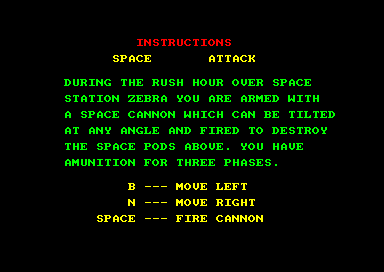 INSTRUCTIONS
SPACE ATTACK
DURING THE RUSH HOUR OVER SPACE
STATION ZEBRA YOU ARE ARMED WITH
A SPACE CANNON WHICH CAN BE TILTED
AT ANY ANGLE AND FIRED TO DESTROY
THE SPACE PODS ABOVE. YOU HAVE
AMUNITION FOR THREE PHASES.
B --- MOVE LEFT
N --- MOVE RIGHT
SPACE --- FIRE CANNON